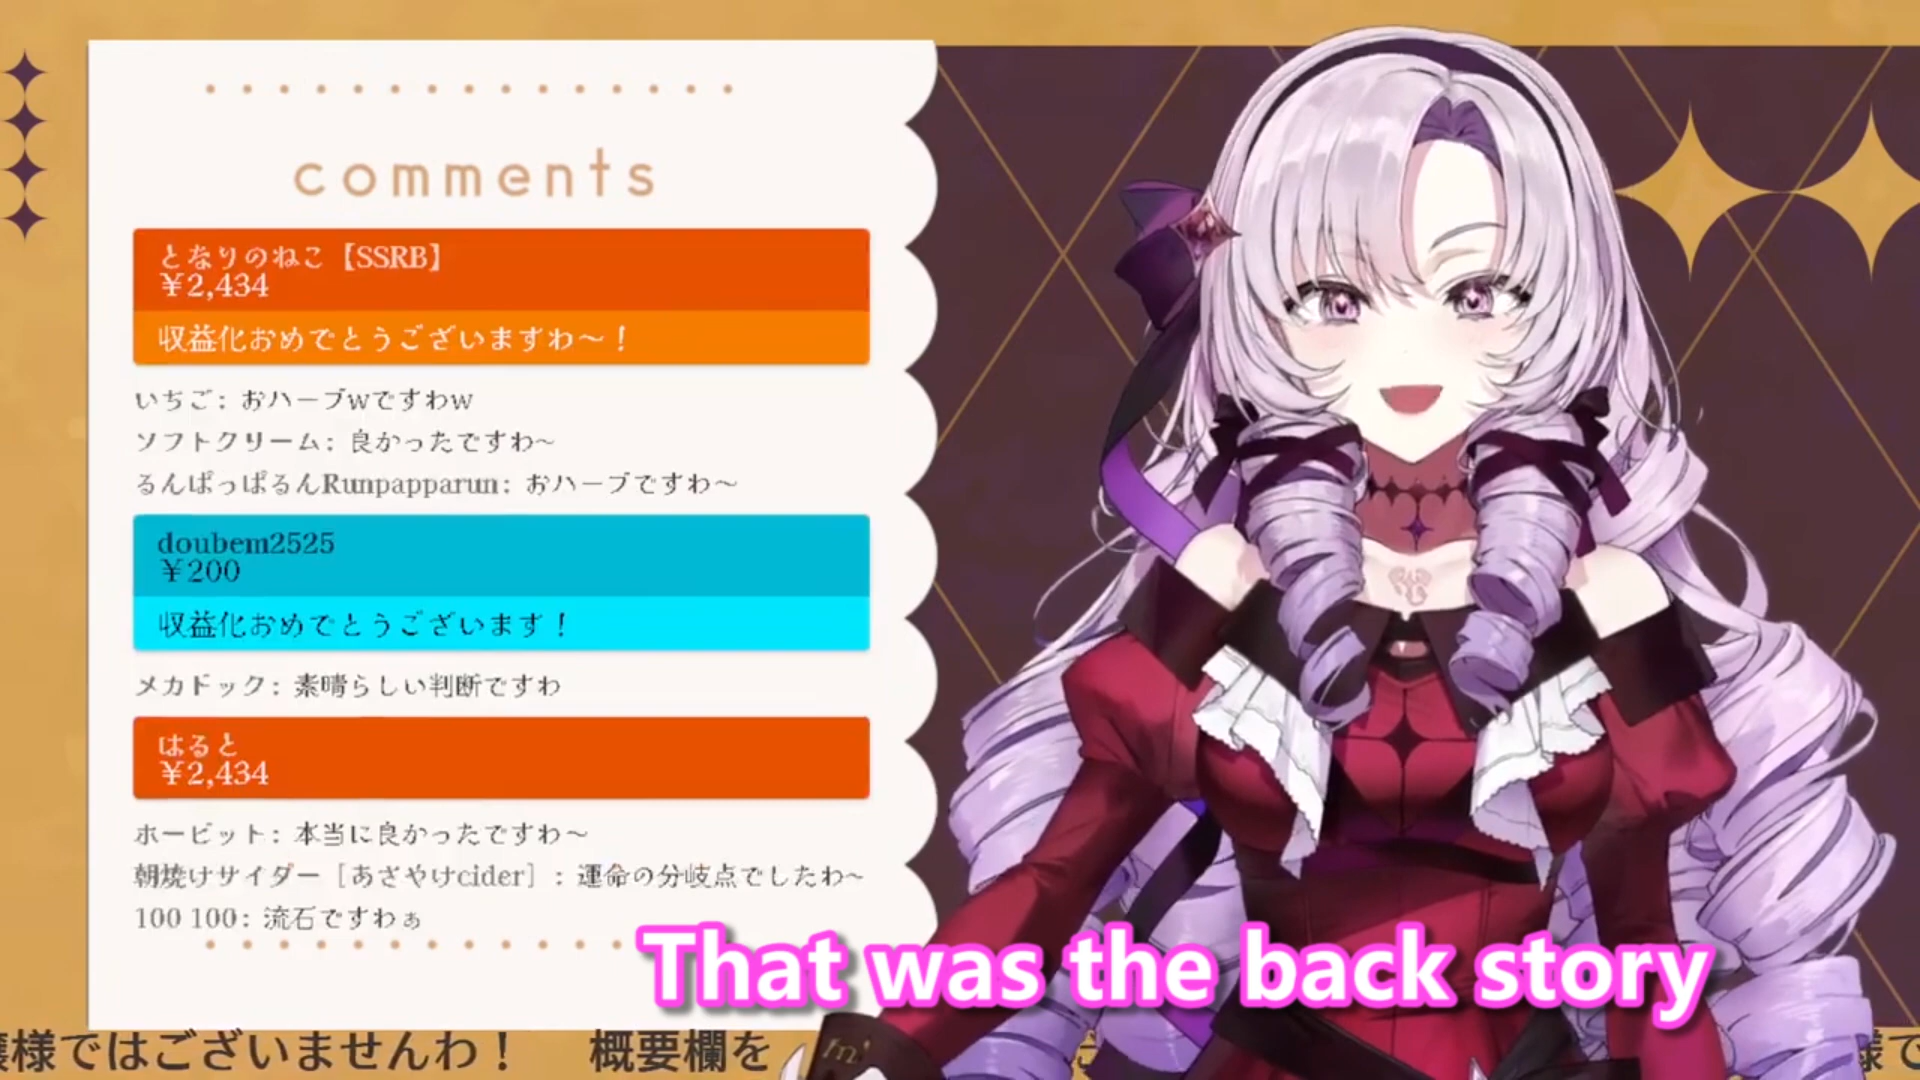 comments
となりのねこ【SSRB】
￥2,434
収益化おめでとうございますわ～！
いちご: おハーブwですわw
ソフトクリーム: 良かったですわ~
るんぱっぱるんRunpapparun: おハーブですわ～
doubem2525
￥200
収益化おめでとうございます！
メカドック: 素晴らしい判断ですわ
はると
￥2,434
ホービット: 本当に良かったですわ～
朝焼けサイダー［あさやけcider］: 運命の分岐点でしたわ~
100 100: 流石ですわぁ
That was the back story
様ではございませんわ！ 概要欄を